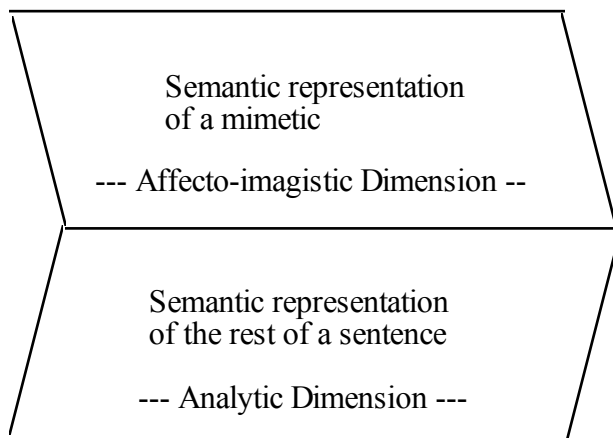 Semantic representation
of a mimetic
--- Affecto-imagistic Dimension --
Semantic representation
of the rest of a sentence
--- Analytic Dimension ---